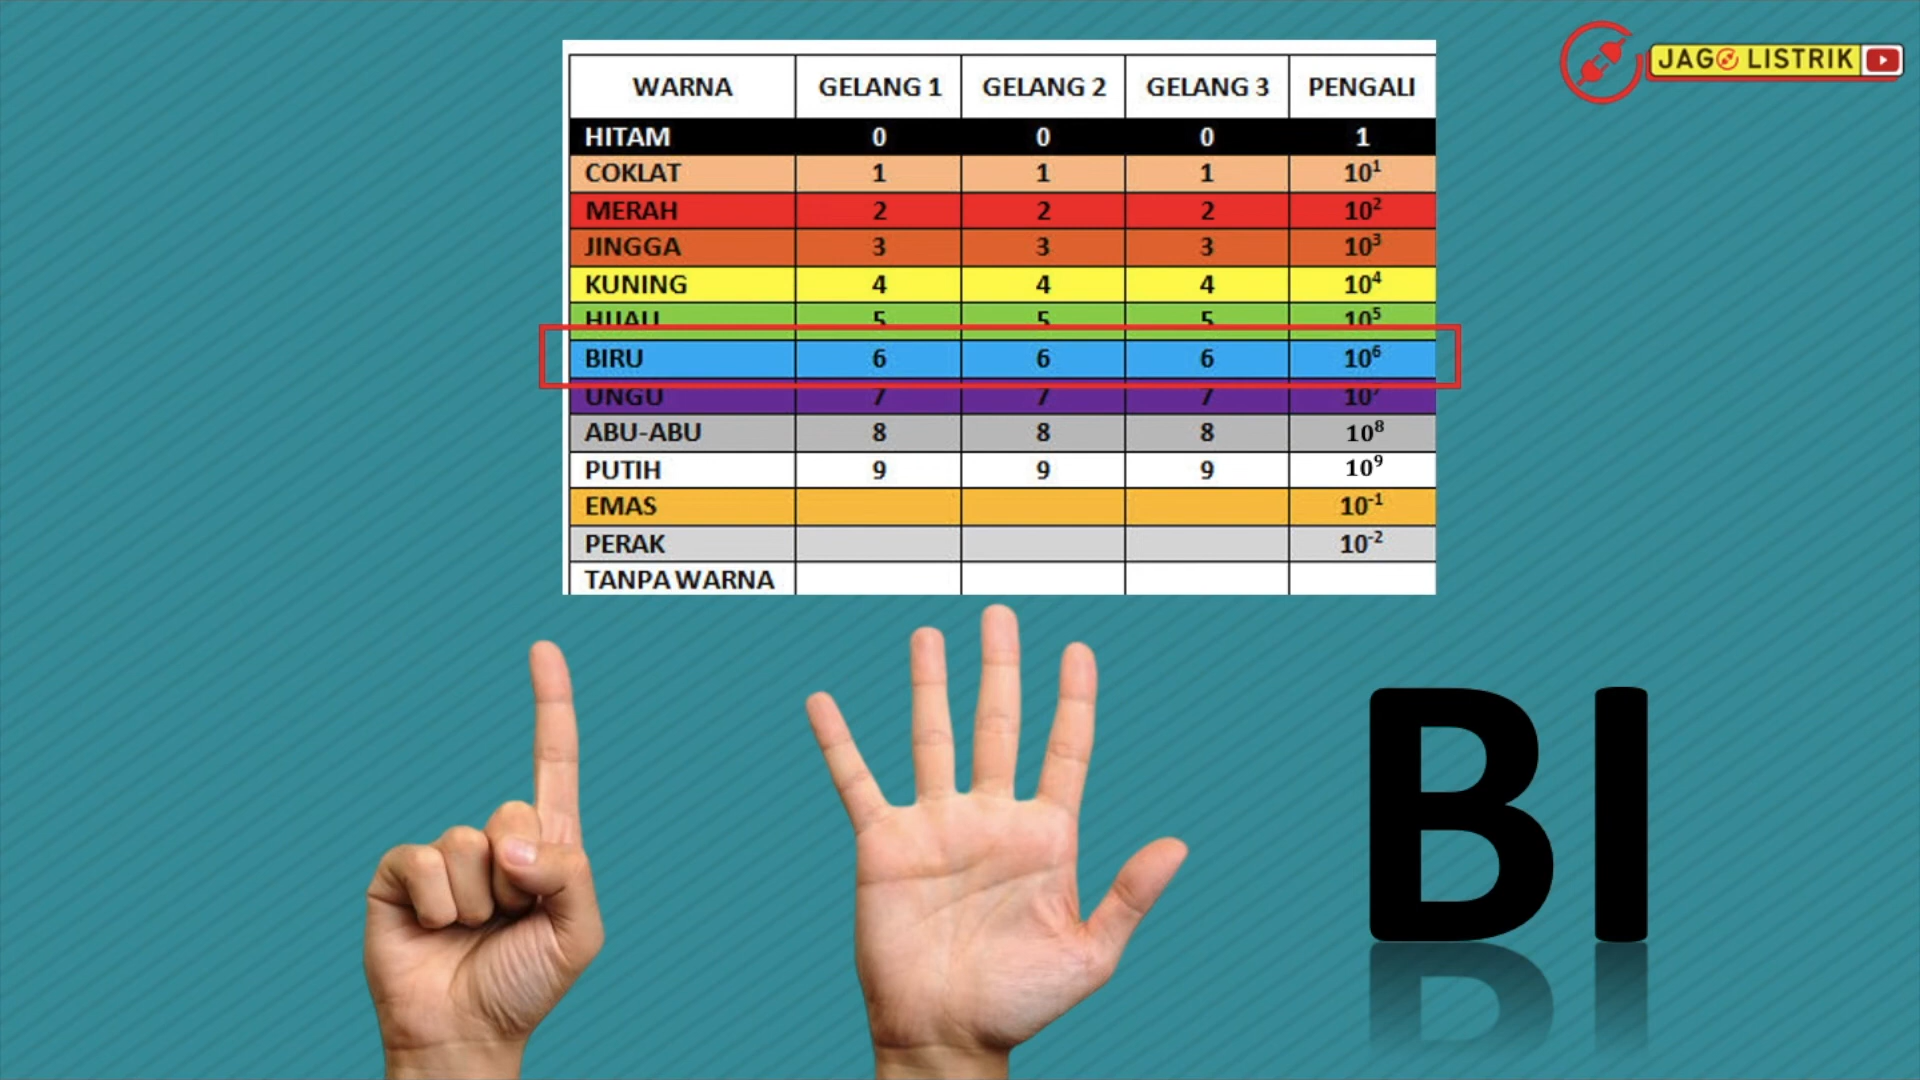 JAGO LISTRIK
WARNA GELANG 1 GELANG 2 GELANG 3 PENGALI
HITAM 0 0 0 1
COKLAT 1 1 1 10¹
MERAH 2 2 2 10²
JINGGA 3 3 3 10³
KUNING 4 4 4 10⁴
HIJAU 5 5 5 10⁵
BIRU 6 6 6 10⁶
UNGU 7 7 7 10⁷
ABU-ABU 8 8 8 10⁸
PUTIH 9 9 9 10⁹
EMAS 10⁻¹
PERAK 10⁻²
TANPA WARNA
BI